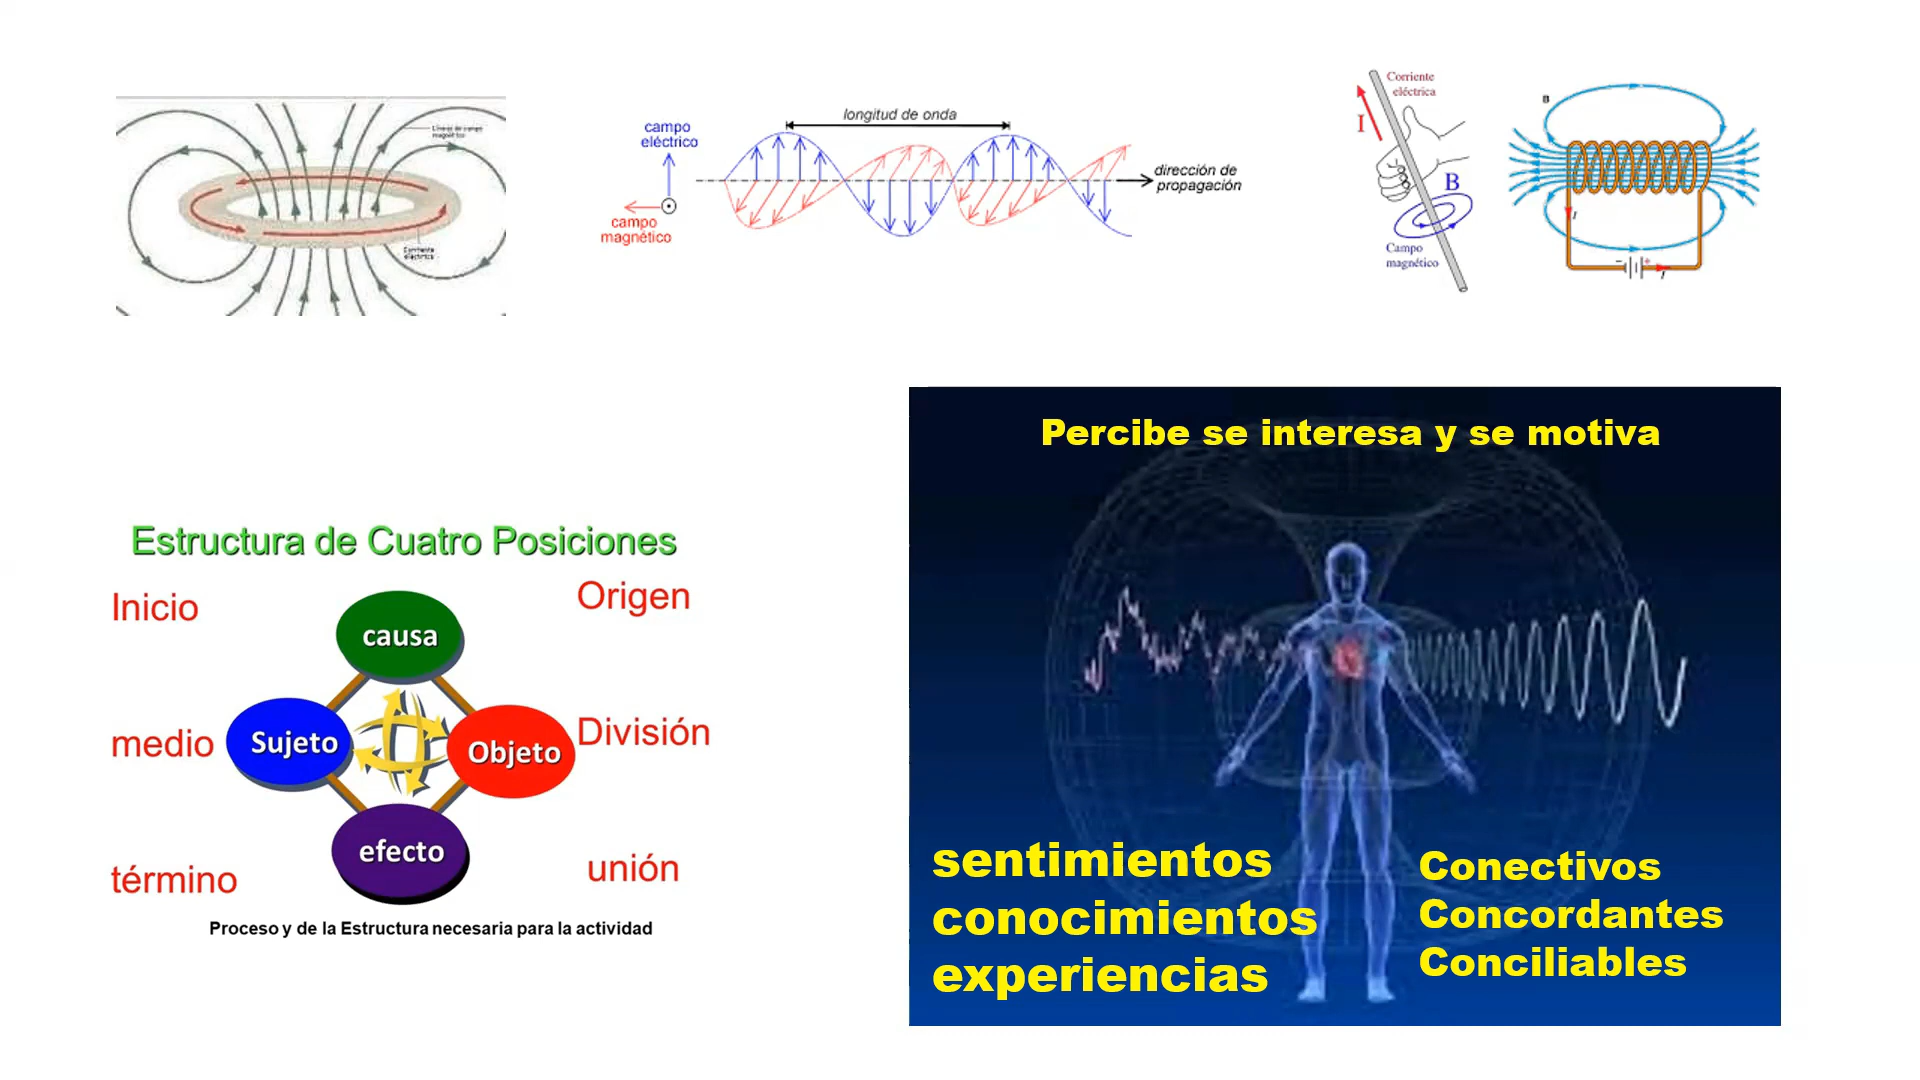 Líneas de campo
magnético
Corriente
eléctrica
longitud de onda
campo
eléctrico
dirección de
propagación
campo
magnético
Corriente
eléctrica
I
B
Campo
magnético
B
I
- +
I
Percibe se interesa y se motiva
sentimientos
conocimientos
experiencias
Conectivos
Concordantes
Conciliables
Estructura de Cuatro Posiciones
Inicio
Origen
causa
medio
Sujeto
Objeto
División
efecto
término
unión
Proceso y de la Estructura necesaria para la actividad